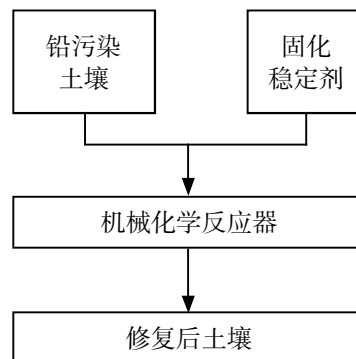 铅污染
土壤
固化
稳定剂
机械化学反应器
修复后土壤